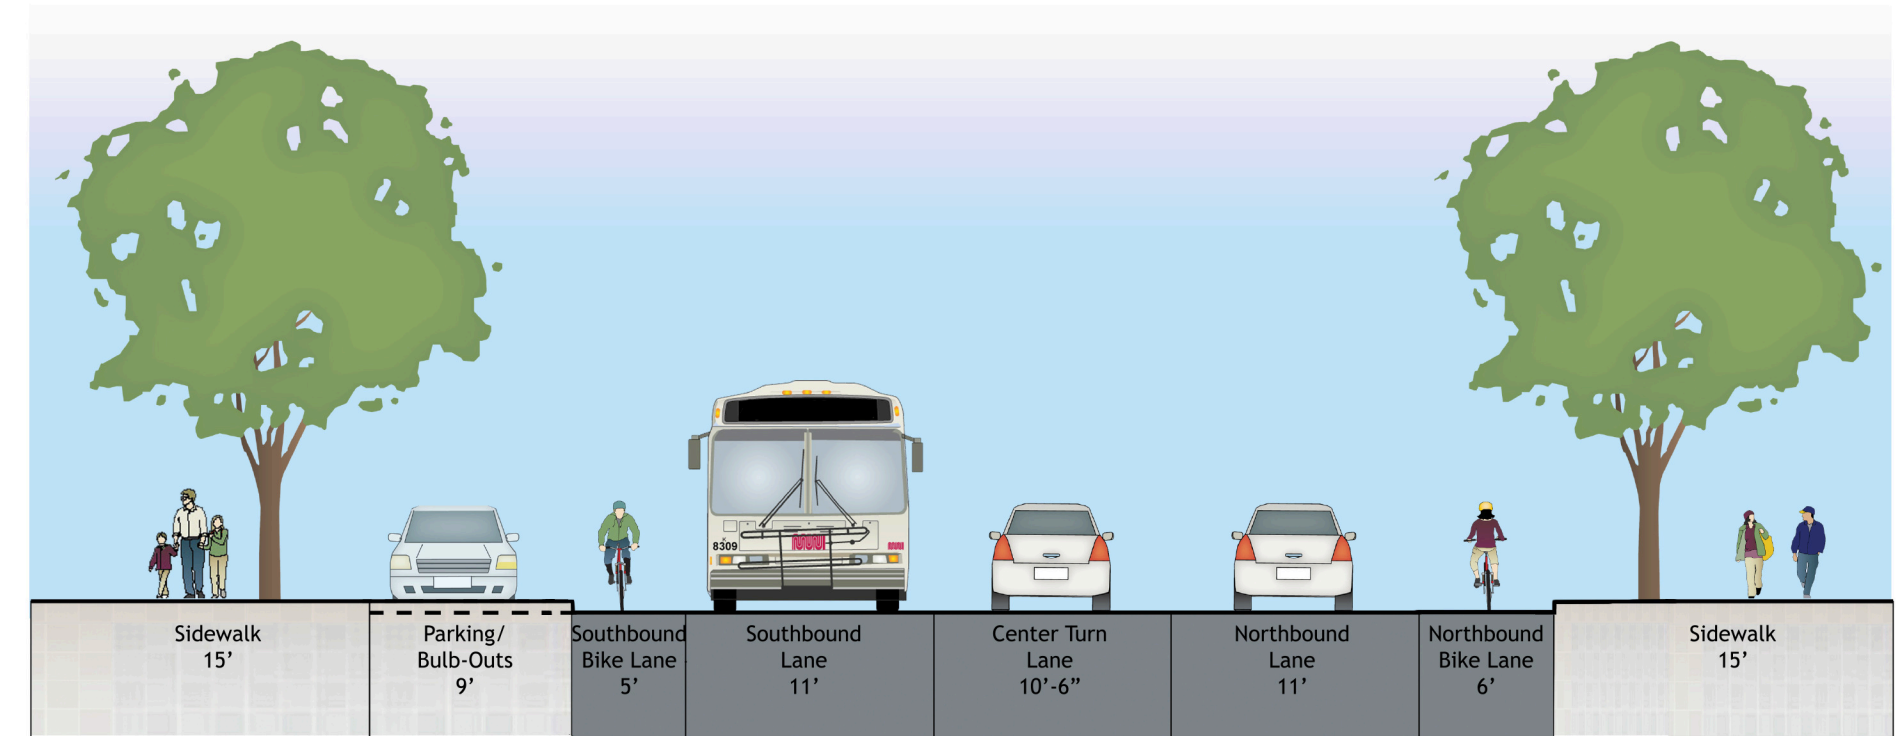 8309
muni
Sidewalk
15’
Parking/
Bulb-Outs
9’
Southbound
Bike Lane
5’
Southbound
Lane
11’
Center Turn
Lane
10’-6”
Northbound
Lane
11’
Northbound
Bike Lane
6’
Sidewalk
15’